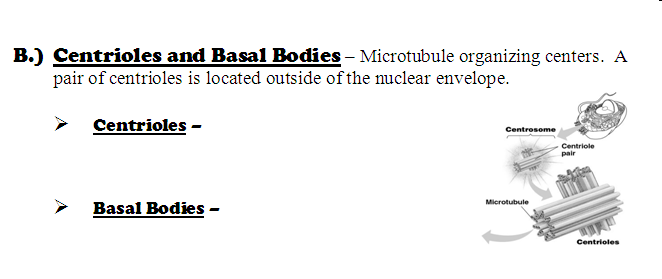 B.) Centrioles and Basal Bodies – Microtubule organizing centers.  A
pair of centrioles is located outside of the nuclear envelope.
➢ Centrioles –
Centrosome
Centriole
pair
Microtubule
➢ Basal Bodies –
Centrioles